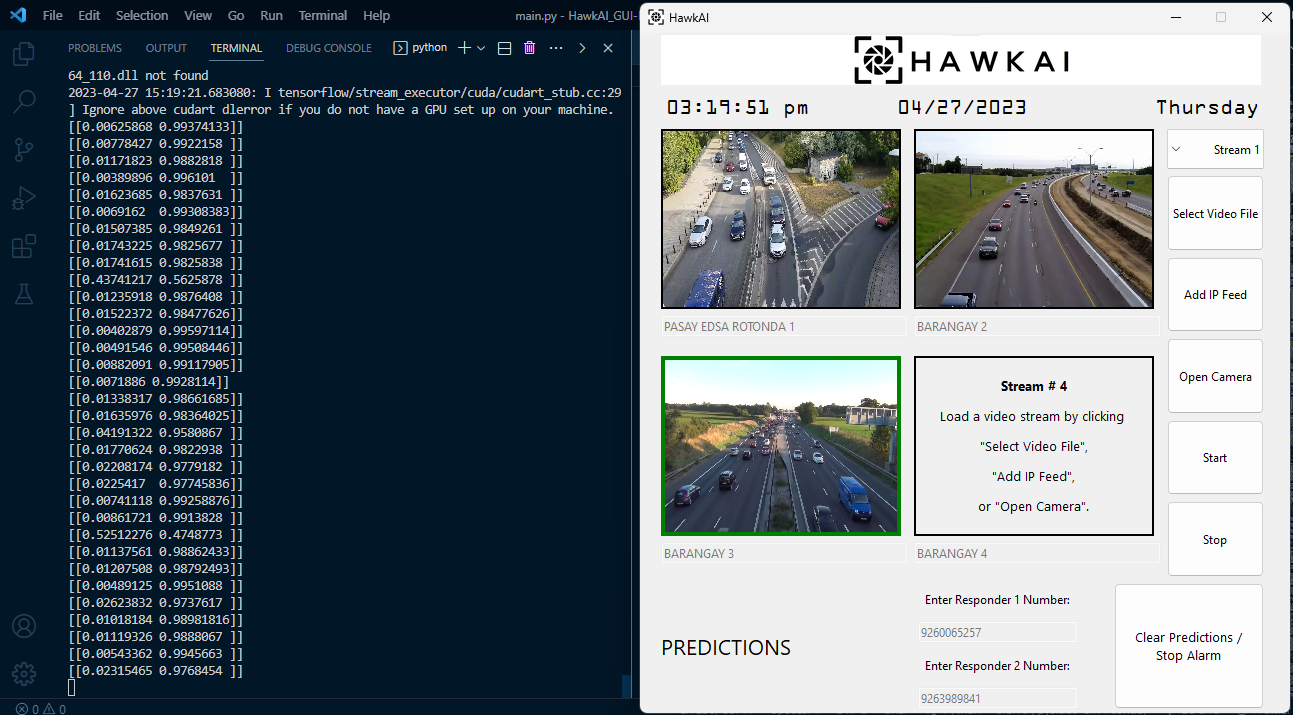 File Edit Selection View Go Run Terminal Help main.py - HawkAI_GUI-
PROBLEMS OUTPUT TERMINAL DEBUG CONSOLE python
64_110.dll not found
2023-04-27 15:19:21.683080: I tensorflow/stream_executor/cuda/cudart_stub.cc:29
] Ignore above cudart dlerror if you do not have a GPU set up on your machine.
[[0.00625868 0.99374133]]
[[0.00778427 0.9922158 ]]
[[0.01171823 0.9882818 ]]
[[0.00389896 0.996101  ]]
[[0.01623685 0.9837631 ]]
[[0.0069162  0.99308383]]
[[0.01507385 0.9849261 ]]
[[0.01743225 0.9825677 ]]
[[0.01741615 0.9825838 ]]
[[0.43741217 0.5625878 ]]
[[0.01235918 0.9876408 ]]
[[0.01522372 0.98477626]]
[[0.00402879 0.99597114]]
[[0.00491546 0.99508446]]
[[0.00882091 0.99117905]]
[[0.0071886 0.9928114]]
[[0.01338317 0.98661685]]
[[0.01635976 0.98364025]]
[[0.04191322 0.9580867 ]]
[[0.01770624 0.9822938 ]]
[[0.02208174 0.9779182 ]]
[[0.0225417  0.97745836]]
[[0.00741118 0.99258876]]
[[0.00861721 0.9913828 ]]
[[0.52512276 0.4748773 ]]
[[0.01137561 0.98862433]]
[[0.01207508 0.98792493]]
[[0.00489125 0.9951088 ]]
[[0.02623832 0.9737617 ]]
[[0.01018184 0.98981816]]
[[0.01119326 0.9888067 ]]
[[0.00543362 0.9945663 ]]
[[0.02315465 0.9768454 ]]
0 0
HawkAI
HAWKAI
03:19:51 pm 04/27/2023 Thursday
Stream 1
Select Video File
Add IP Feed
PASAY EDSA ROTONDA 1 BARANGAY 2
Open Camera
Stream # 4
Load a video stream by clicking
"Select Video File",
"Add IP Feed",
or "Open Camera".
Start
Stop
BARANGAY 3 BARANGAY 4
Enter Responder 1 Number:
9260065257
PREDICTIONS
Enter Responder 2 Number:
9263989841
Clear Predictions /
Stop Alarm